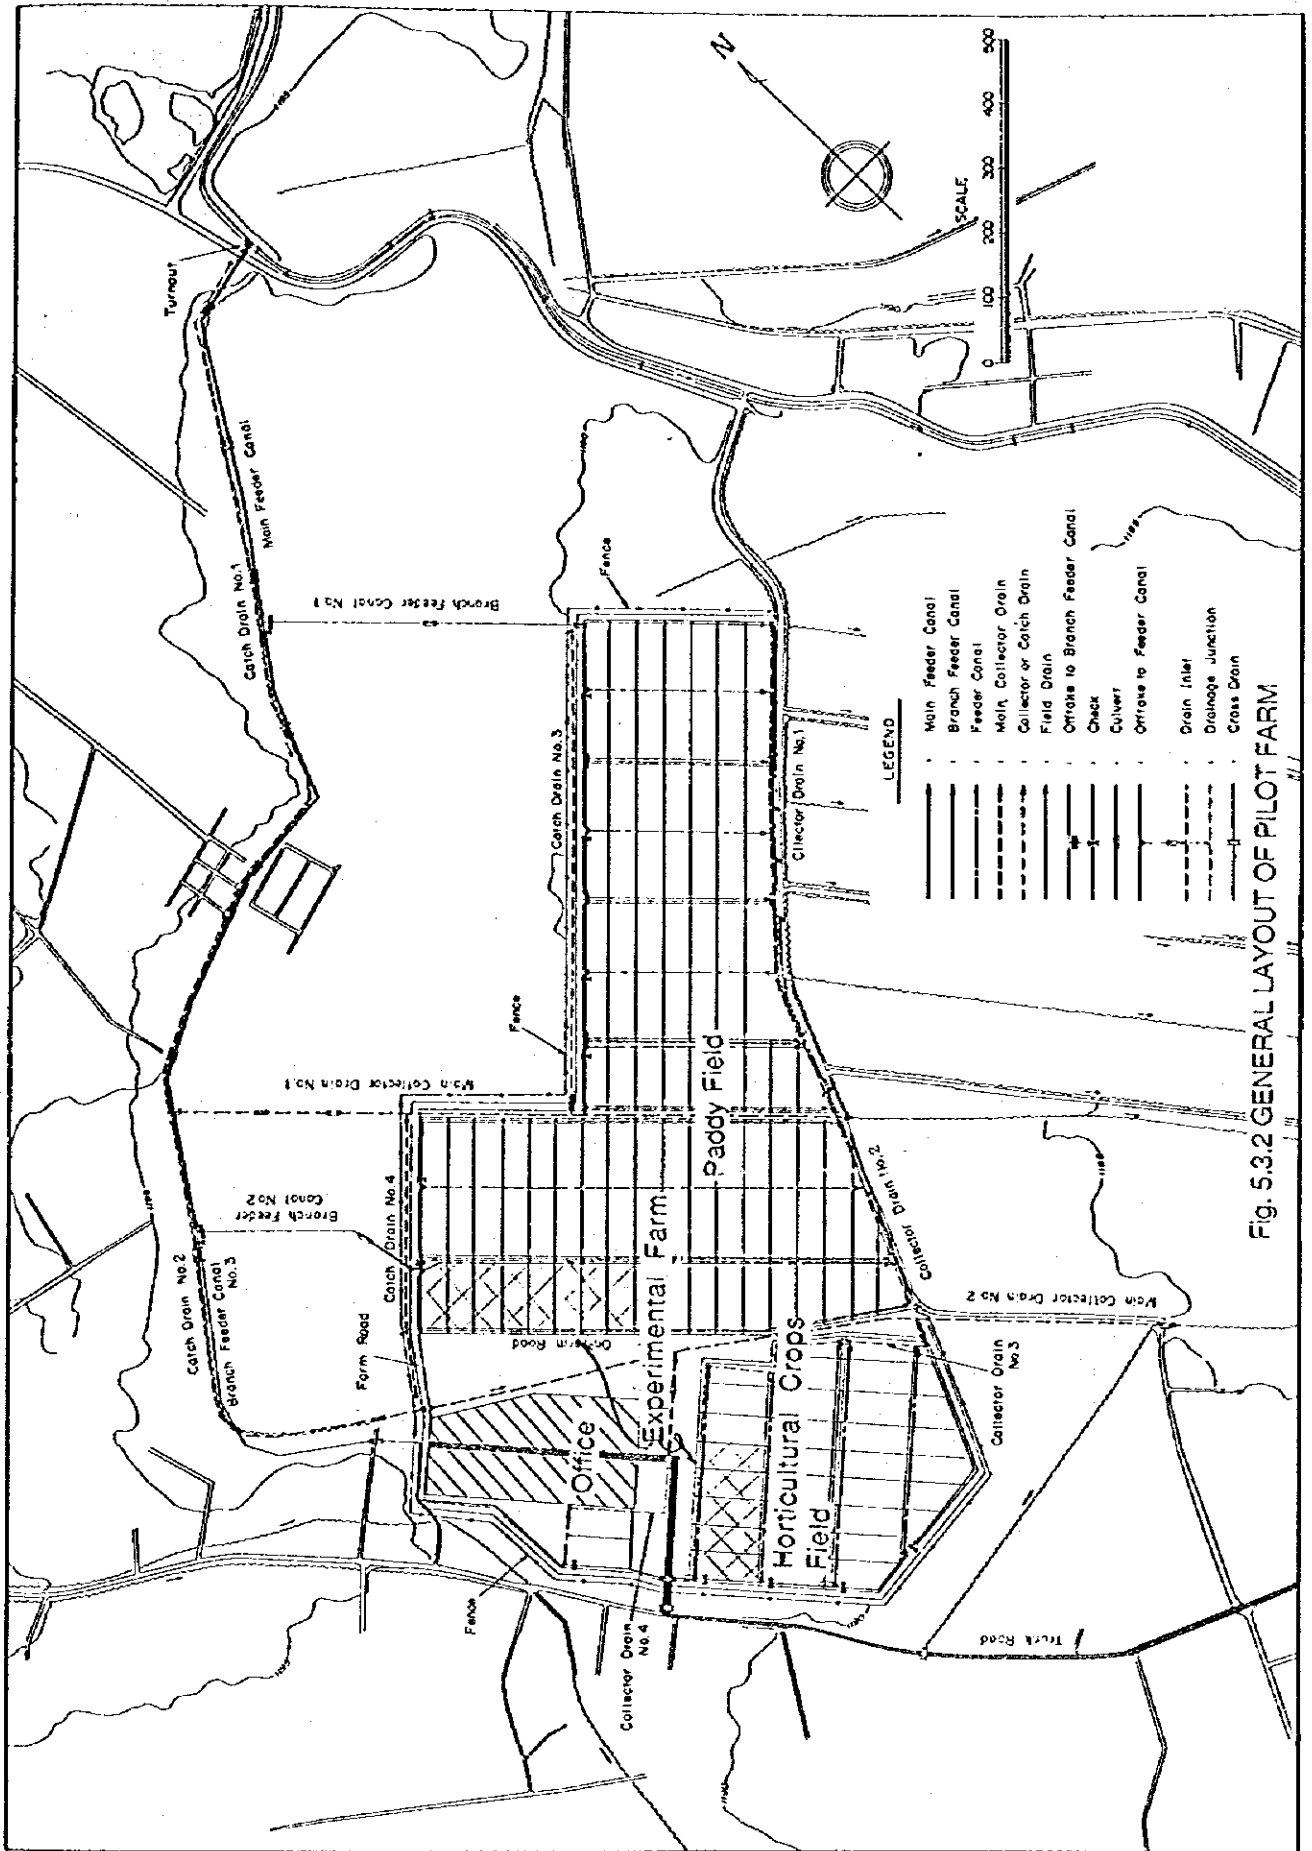 N
SCALE
0 100 200 300 400 500
Turnout
1190
Catch Drain No.1
Main Feeder Canal
Branch Feeder Canal No.1
Fence
Catch Drain No.3
Cllector Drain No.1
Fence
Main Collector Drain No.1
Paddy Field
Catch Drain No.2
Branch Feeder Canal
No.3
Branch Feeder
Canal No.2
Catch Drain No.4
Farm Road
On-Farm Road
Experimental Farm
Office
Horticultural Crops
Field
Collector Drain No.2
Main Collector Drain No.2
Collector Drain
No.3
Fence
Collector Drain
No.4
Trunk Road
LEGEND
Main Feeder Canal
Branch Feeder Canal
Feeder Canal
Main Collector Drain
Collector or Catch Drain
Field Drain
Offtake to Branch Feeder Canal
Check
Culvert
Offtake to Feeder Canal
Drain Inlet
Drainage Junction
Cross Drain
Fig. 5.3.2 GENERAL LAYOUT OF PILOT FARM